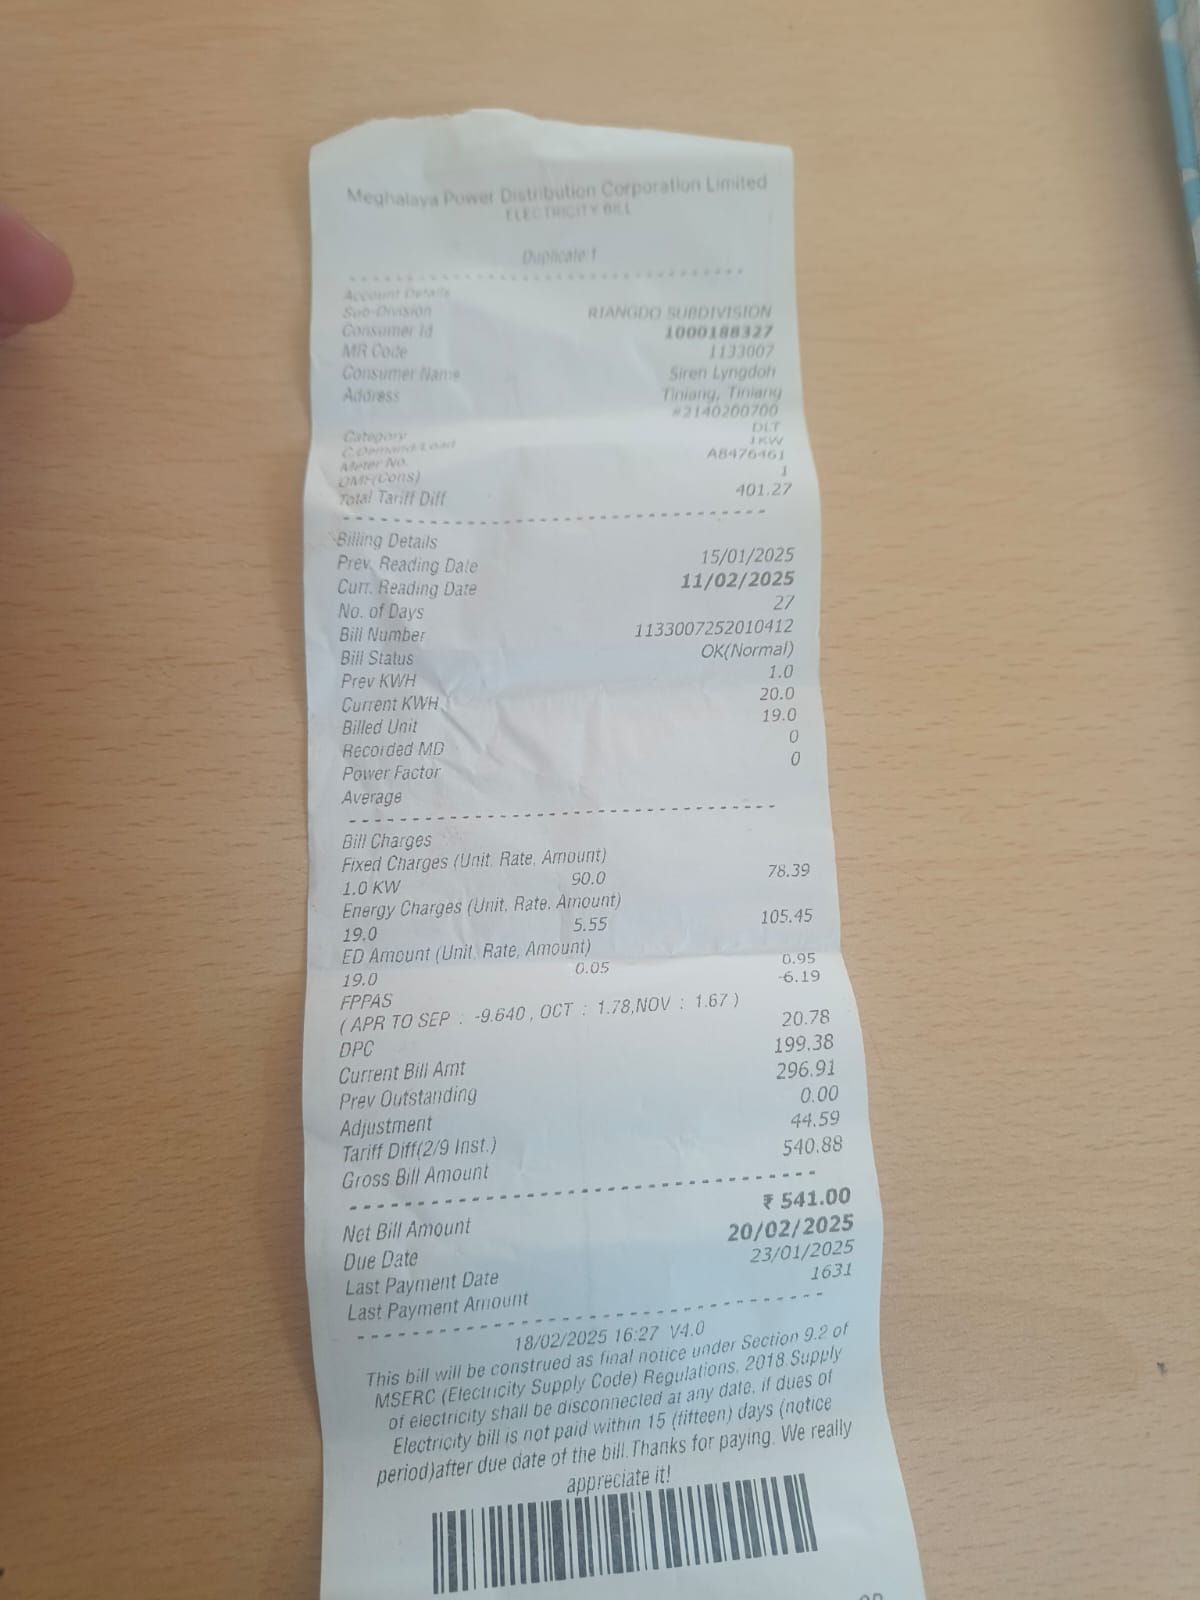 Meghalaya Power Distribution Corporation Limited
ELECTRICITY BILL
Duplicate:1
Account Details
Sub-Division RIANGDO SUBDIVISION
Consumer Id 1000188327
MR Code 1133007
Consumer Name Siren Lyngdoh
Address Tiniang, Tiniang
#2140200700
Category DLT
C.Demand/Load 1KW
Meter No. A8476461
OMF(Cons) 1
Total Tariff Diff 401.27
Billing Details
Prev. Reading Date 15/01/2025
Curr. Reading Date 11/02/2025
No. of Days 27
Bill Number 1133007252010412
Bill Status OK(Normal)
Prev KWH 1.0
Current KWH 20.0
Billed Unit 19.0
Recorded MD 0
Power Factor 0
Average
Bill Charges
Fixed Charges (Unit, Rate, Amount)
1.0 KW 90.0 78.39
Energy Charges (Unit, Rate, Amount)
19.0 5.55 105.45
ED Amount (Unit, Rate, Amount)
19.0 0.05 0.95
FPPAS -6.19
( APR TO SEP : -9.640 , OCT : 1.78,NOV : 1.67 )
DPC 20.78
Current Bill Amt 199.38
Prev Outstanding 296.91
Adjustment 0.00
Tariff Diff(2/9 Inst.) 44.59
Gross Bill Amount 540.88
Net Bill Amount ₹ 541.00
Due Date 20/02/2025
Last Payment Date 23/01/2025
Last Payment Amount 1631
18/02/2025 16:27 V4.0
This bill will be construed as final notice under Section 9.2 of
MSERC (Electricity Supply Code) Regulations, 2018.Supply
of electricity shall be disconnected at any date, if dues of
Electricity bill is not paid within 15 (fifteen) days (notice
period)after due date of the bill.Thanks for paying. We really
appreciate it!